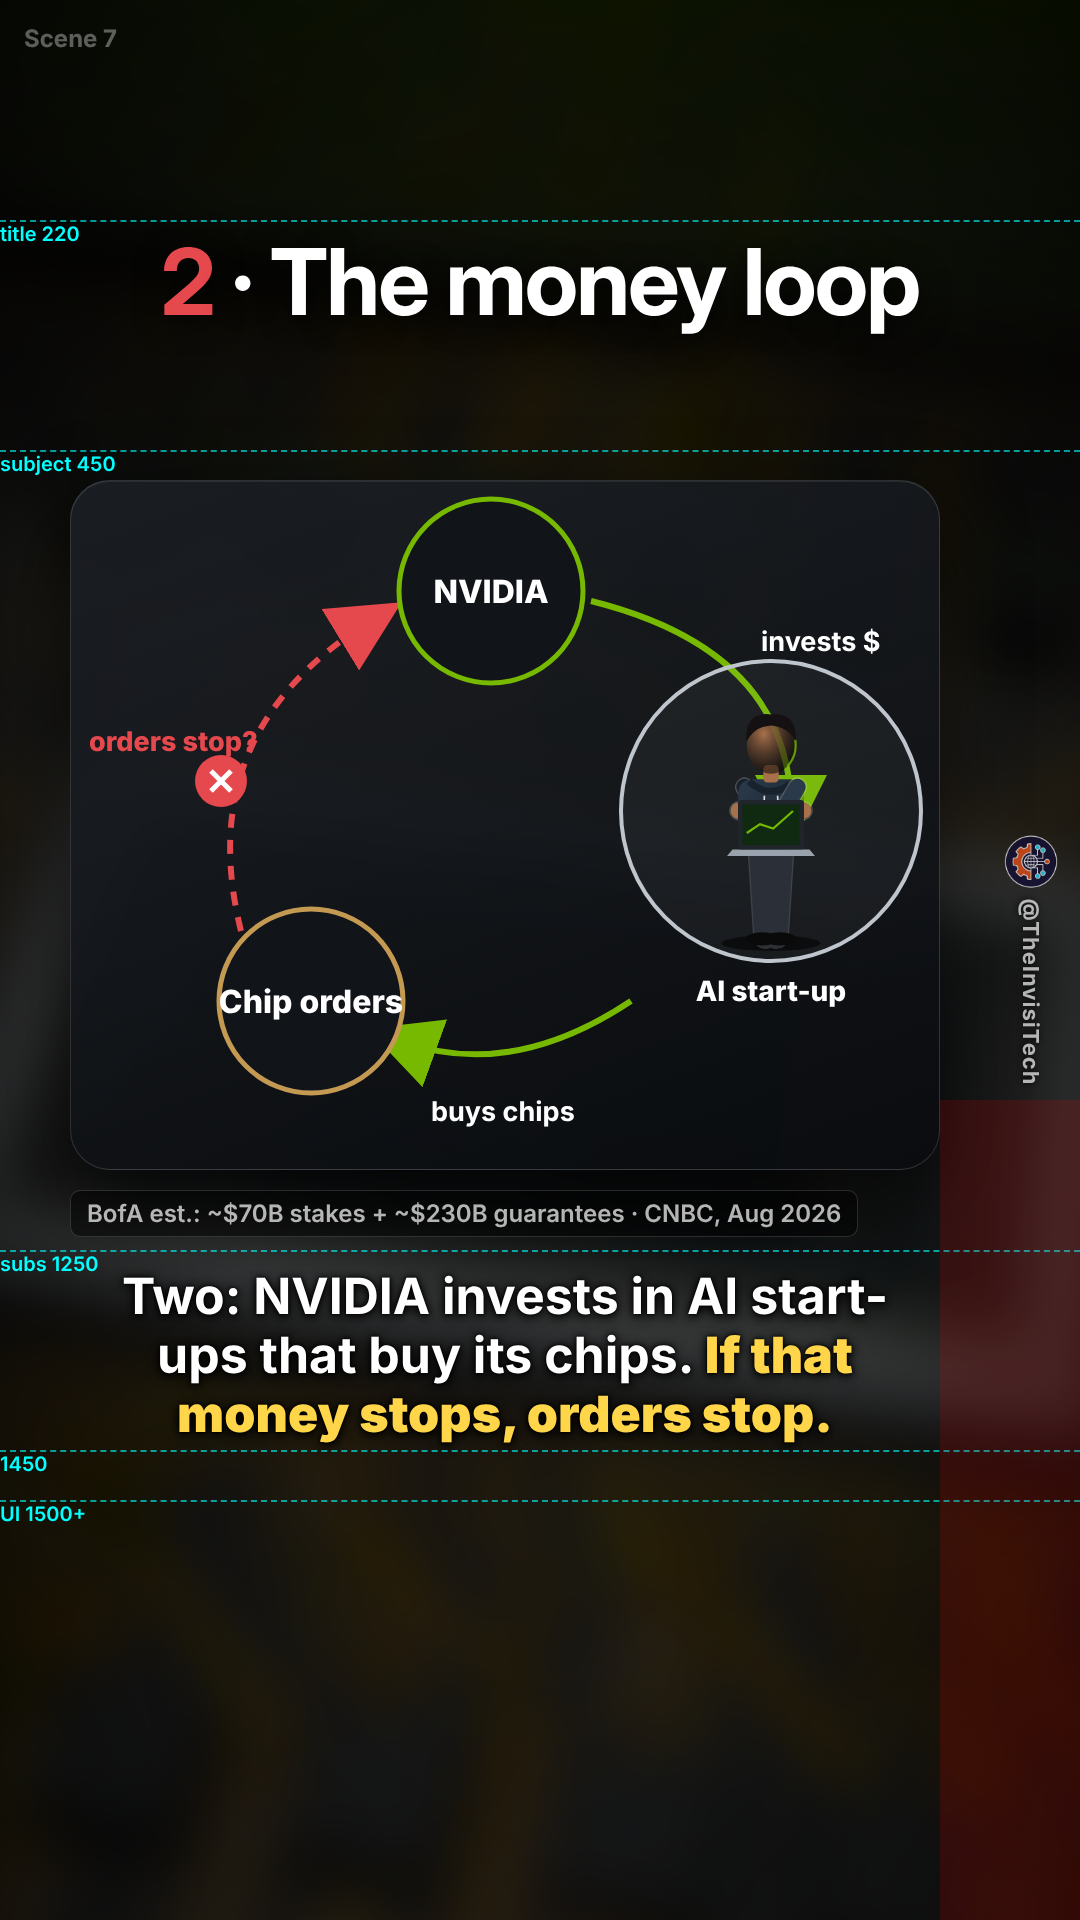 Scene 7
title 220
2 · The money loop
subject 450
NVIDIA
invests $
orders stop?
AI start-up
Chip orders
buys chips
@TheInvisiTech
BofA est.: ~$70B stakes + ~$230B guarantees · CNBC, Aug 2026
subs 1250
Two: NVIDIA invests in AI start-
ups that buy its chips. If that
money stops, orders stop.
1450
UI 1500+